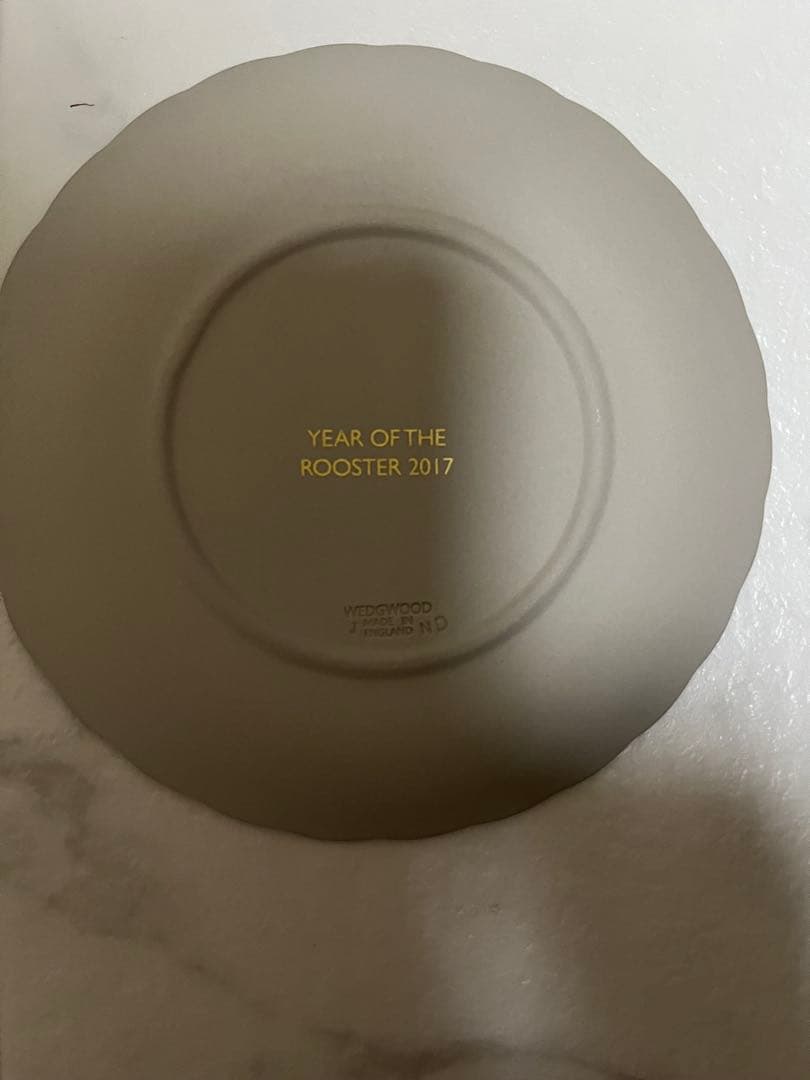 YEAR OF THE
ROOSTER 2017
WEDGWOOD
MADE IN
ENGLAND
J N